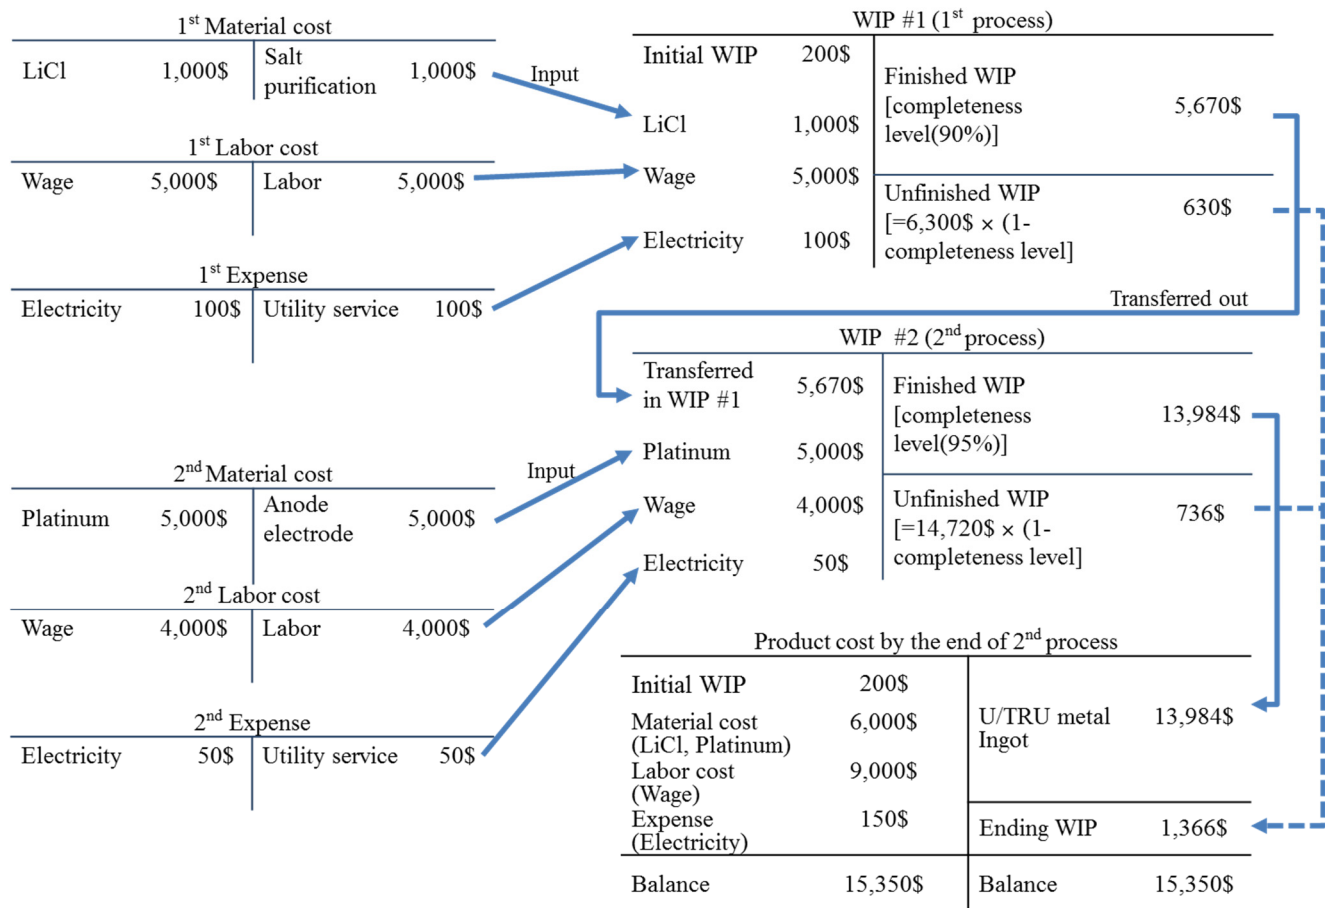 1st Material cost
LiCl 1,000$ Salt purification 1,000$
Input
1st Labor cost
Wage 5,000$ Labor 5,000$
1st Expense
Electricity 100$ Utility service 100$
WIP #1 (1st process)
Initial WIP 200$
LiCl 1,000$
Wage 5,000$
Electricity 100$
Finished WIP
[completeness 5,670$
level(90%)]
Unfinished WIP 630$
[=6,300$ × (1-
completeness level]
Transferred out
2nd Material cost
Platinum 5,000$ Anode electrode 5,000$
Input
2nd Labor cost
Wage 4,000$ Labor 4,000$
2nd Expense
Electricity 50$ Utility service 50$
WIP #2 (2nd process)
Transferred
in WIP #1 5,670$
Platinum 5,000$
Wage 4,000$
Electricity 50$
Finished WIP
[completeness 13,984$
level(95%)]
Unfinished WIP 736$
[=14,720$ × (1-
completeness level]
Product cost by the end of 2nd process
Initial WIP 200$
Material cost 6,000$
(LiCl, Platinum)
Labor cost 9,000$
(Wage)
Expense 150$
(Electricity)
U/TRU metal 13,984$
Ingot
Ending WIP 1,366$
Balance 15,350$ Balance 15,350$